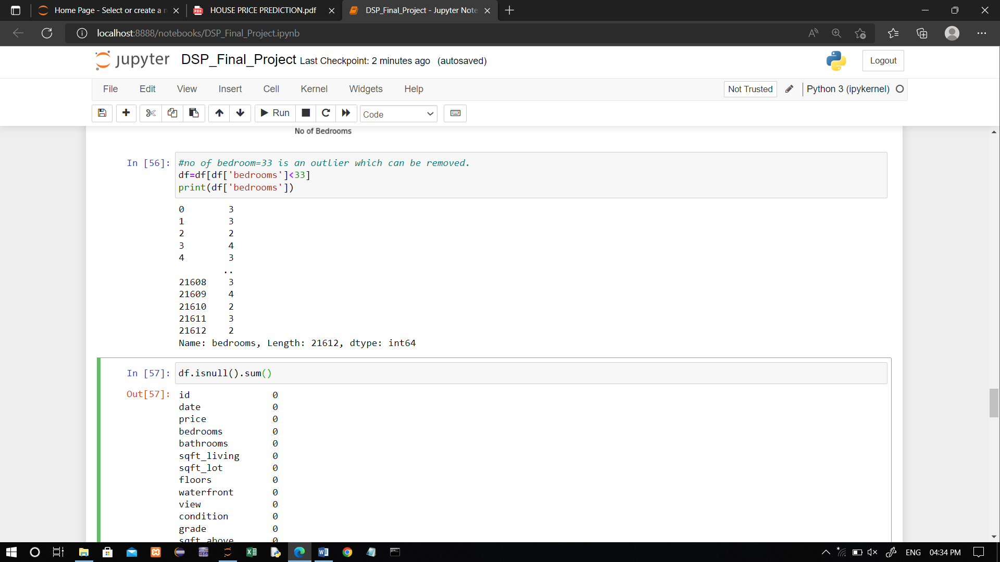 Home Page - Select or create a n
HOUSE PRICE PREDICTION.pdf
DSP_Final_Project - Jupyter Note
localhost:8888/notebooks/DSP_Final_Project.ipynb
jupyter DSP_Final_Project Last Checkpoint: 2 minutes ago (autosaved)
Logout
File Edit View Insert Cell Kernel Widgets Help
Not Trusted
Python 3 (ipykernel)
Run
Code
No of Bedrooms
In [56]: #no of bedroom=33 is an outlier which can be removed.
df=df[df['bedrooms']<33]
print(df['bedrooms'])
0 3
1 3
2 2
3 4
4 3
..
21608 3
21609 4
21610 2
21611 3
21612 2
Name: bedrooms, Length: 21612, dtype: int64
In [57]: df.isnull().sum()
Out[57]: id 0
date 0
price 0
bedrooms 0
bathrooms 0
sqft_living 0
sqft_lot 0
floors 0
waterfront 0
view 0
condition 0
grade 0
sqft_above 0
ENG 04:34 PM